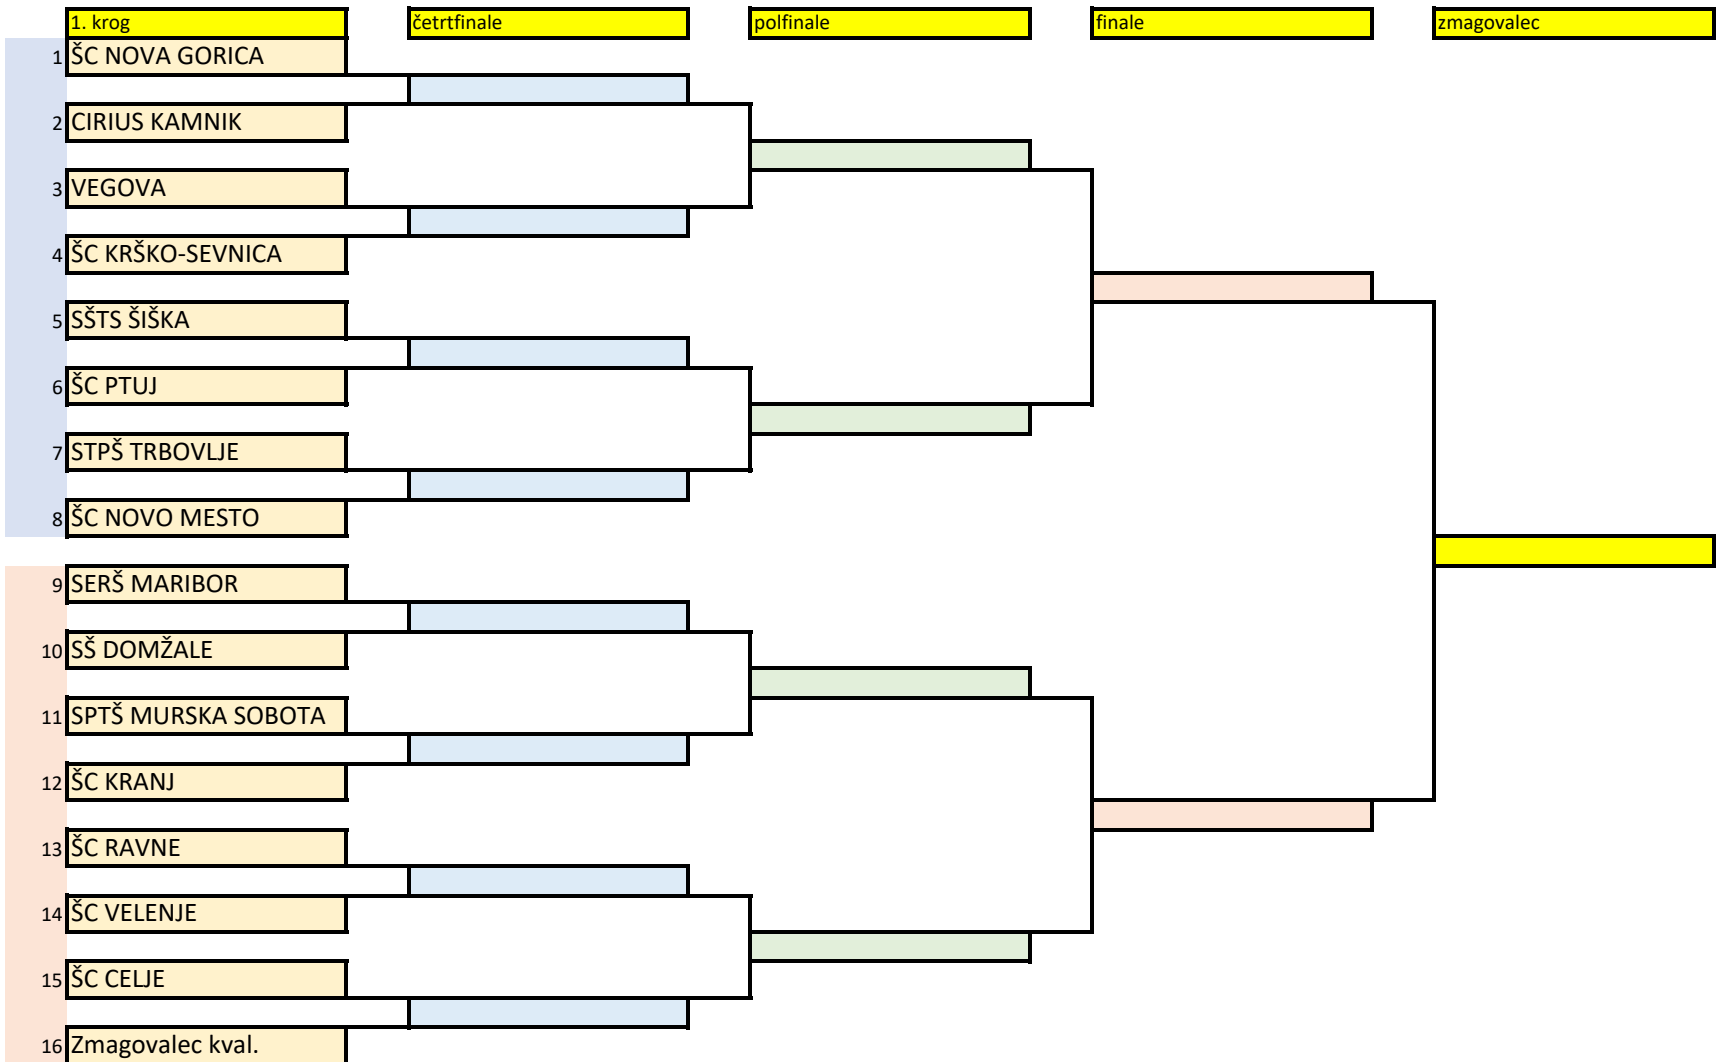 1. krog četrtfinale polfinale finale zmagovalec
1 ŠC NOVA GORICA
2 CIRIUS KAMNIK
3 VEGOVA
4 ŠC KRŠKO-SEVNICA
5 SŠTS ŠIŠKA
6 ŠC PTUJ
7 STPŠ TRBOVLJE
8 ŠC NOVO MESTO
9 SERŠ MARIBOR
10 SŠ DOMŽALE
11 SPTŠ MURSKA SOBOTA
12 ŠC KRANJ
13 ŠC RAVNE
14 ŠC VELENJE
15 ŠC CELJE
16 Zmagovalec kval.